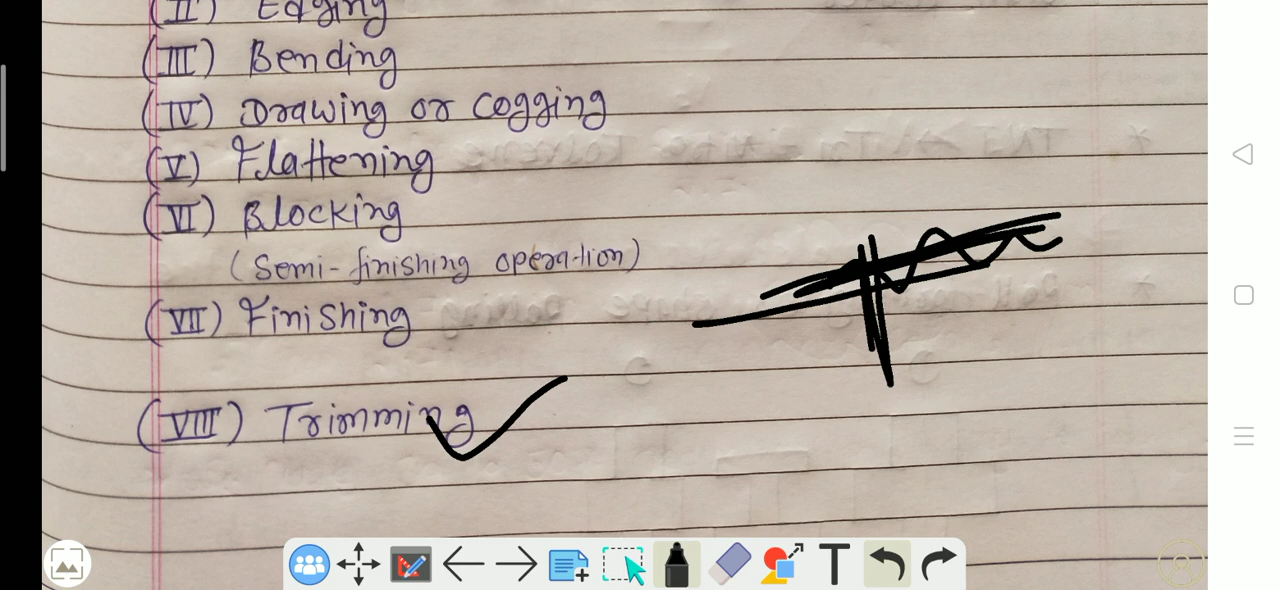 (II) Edging
(III) Bending
(IV) Drawing or Cogging
(V) Flattening
(VI) Blocking
(Semi-finishing operation)
(VII) Finishing
(VIII) Trimming
T